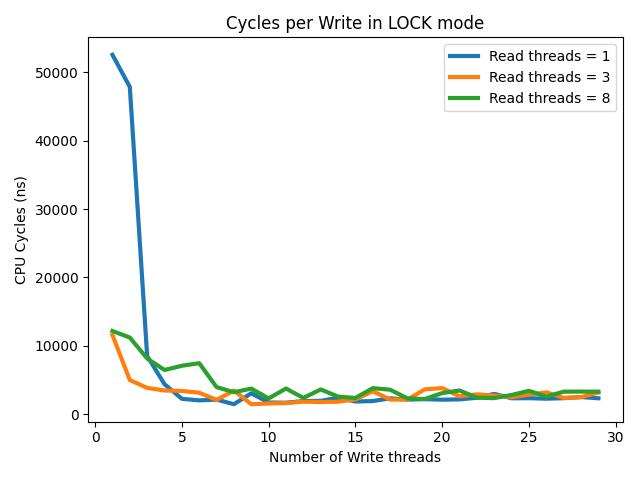 Cycles per Write in LOCK mode
Read threads = 1
Read threads = 3
Read threads = 8
CPU Cycles (ns)
50000
40000
30000
20000
10000
0
0 5 10 15 20 25 30
Number of Write threads